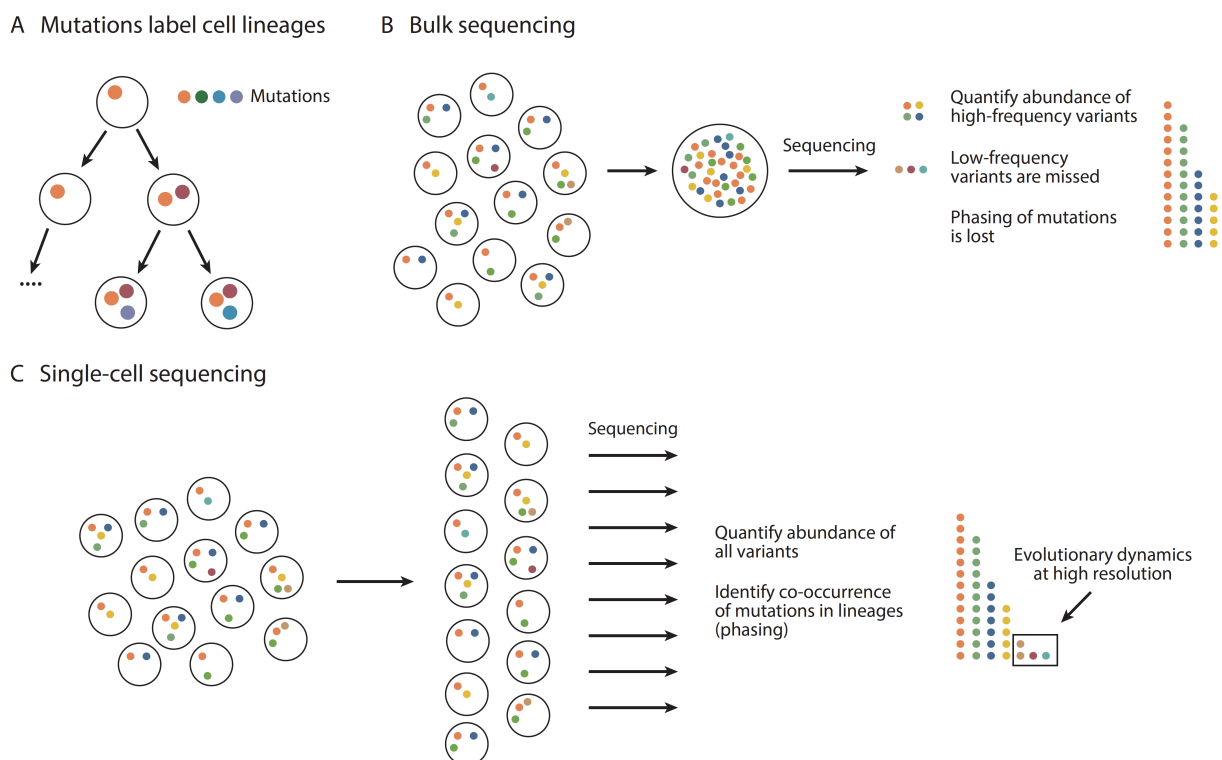 A Mutations label cell lineages
Mutations
....
B Bulk sequencing
Sequencing
Quantify abundance of
high-frequency variants
Low-frequency
variants are missed
Phasing of mutations
is lost
C Single-cell sequencing
Sequencing
Quantify abundance of
all variants
Identify co-occurrence
of mutations in lineages
(phasing)
Evolutionary dynamics
at high resolution